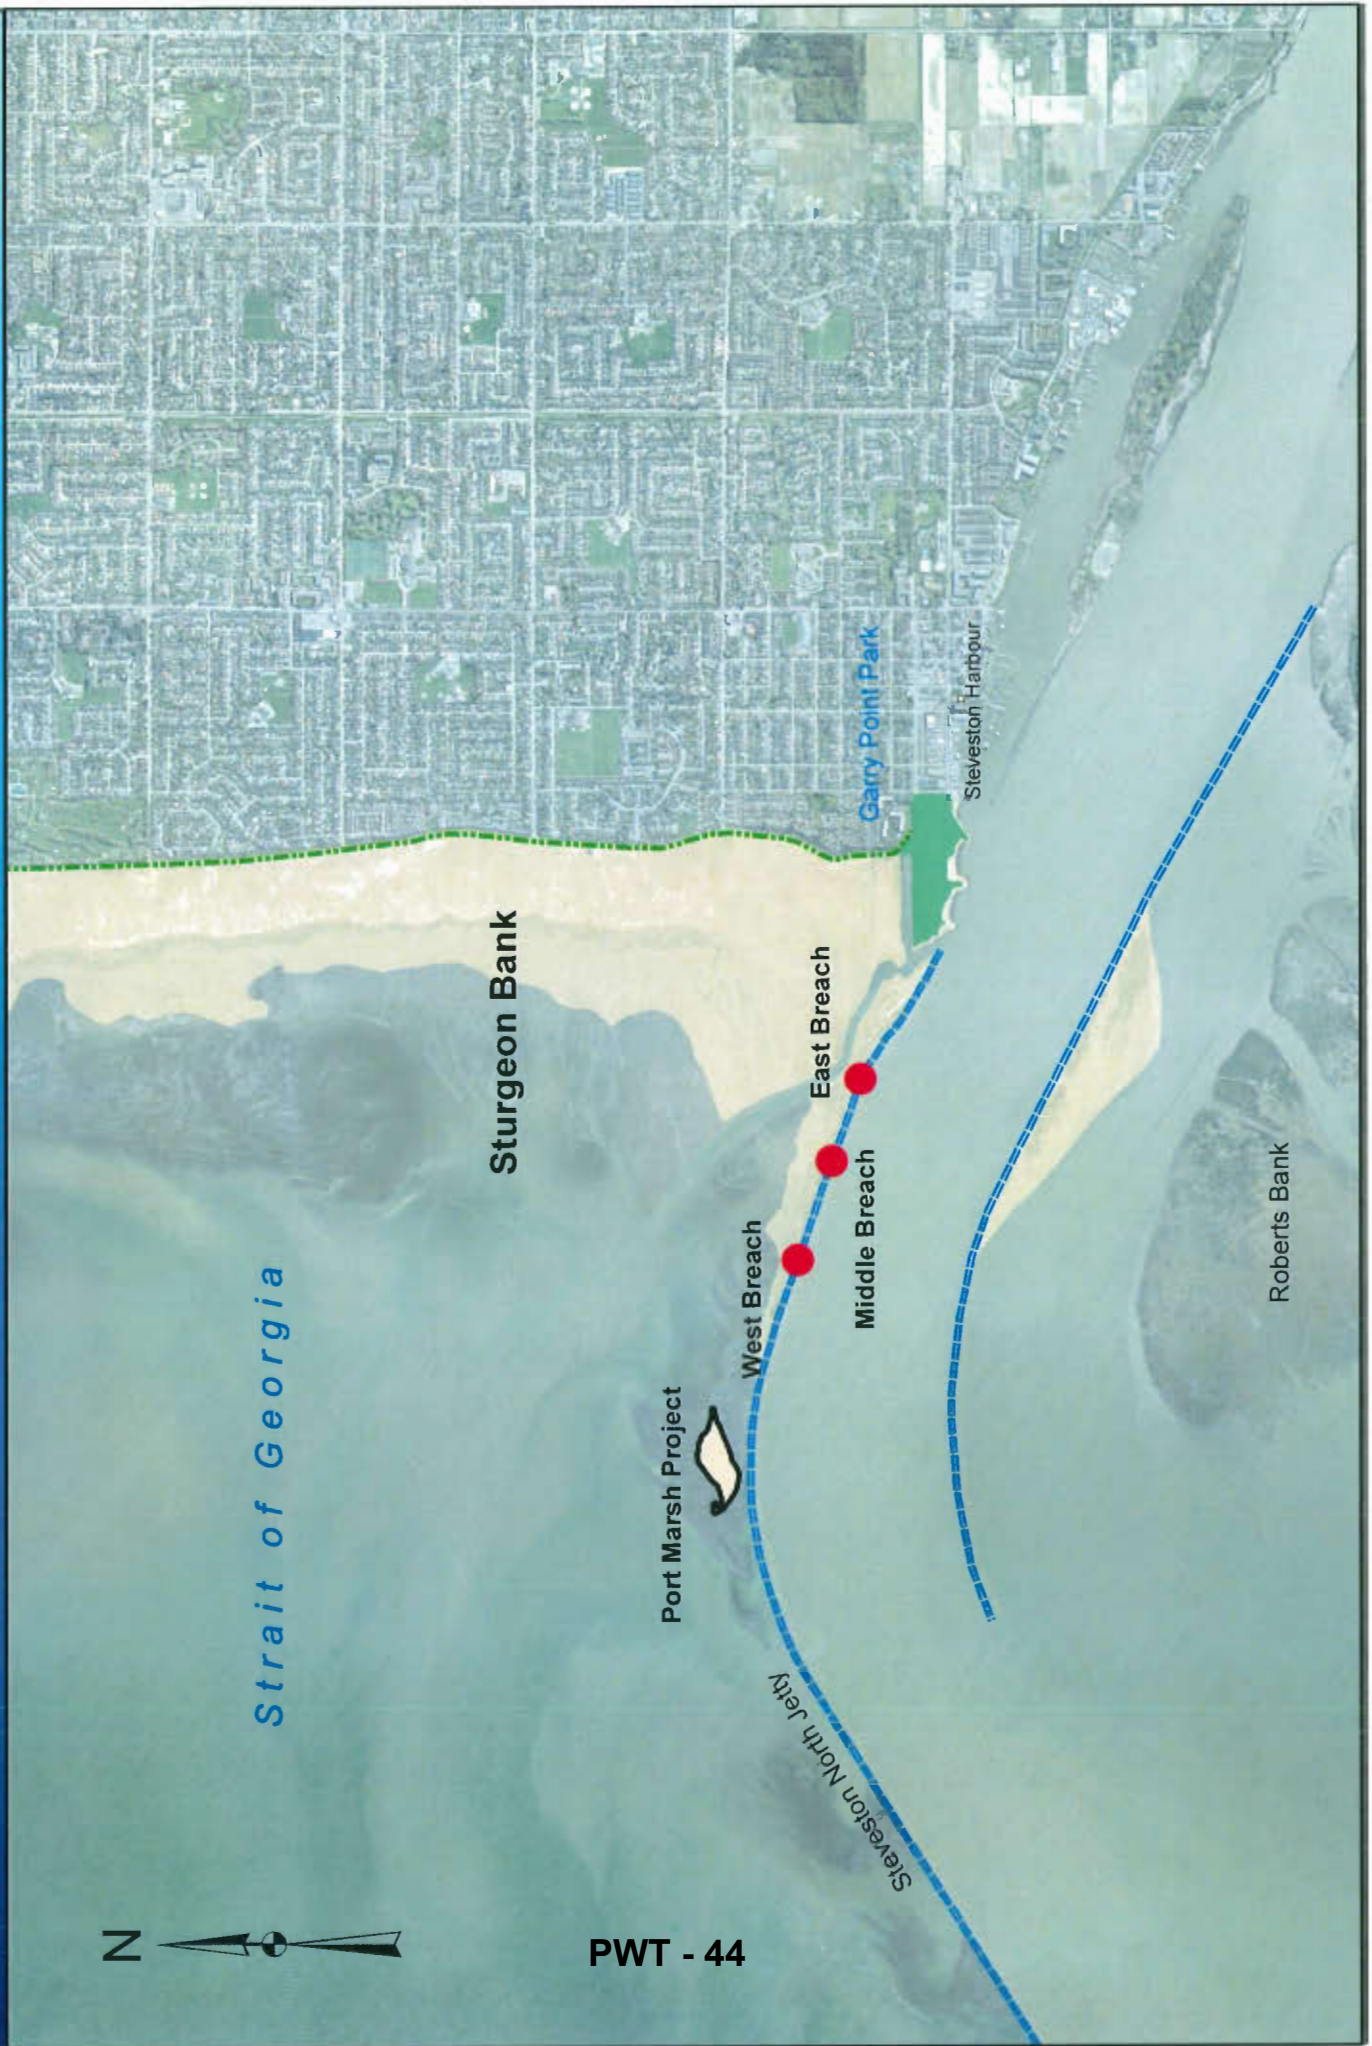 N
Strait of Georgia
Sturgeon Bank
Port Marsh Project
West Breach
East Breach
Middle Breach
Garry Point Park
Steveston Harbour
Steveston North Jetty
Roberts Bank
PWT - 44